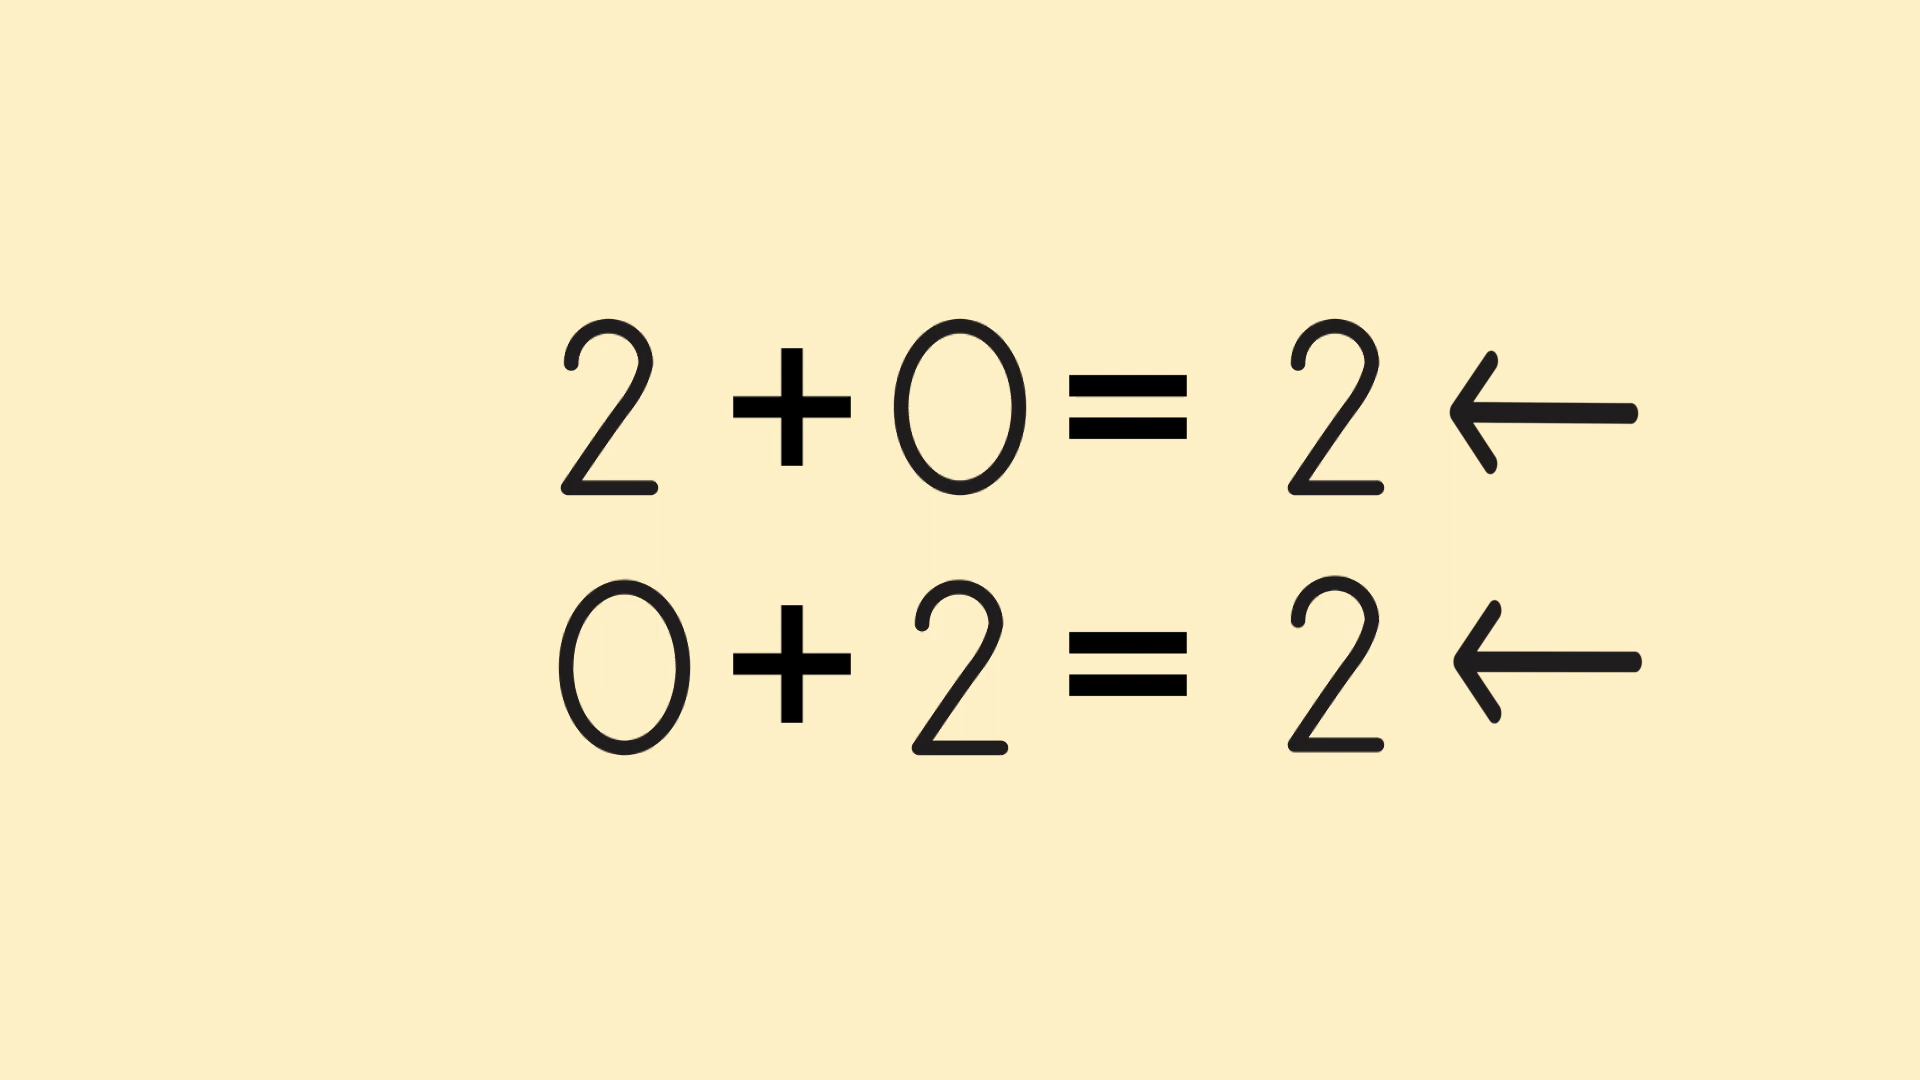 2 + 0 = 2 ←
0 + 2 = 2 ←